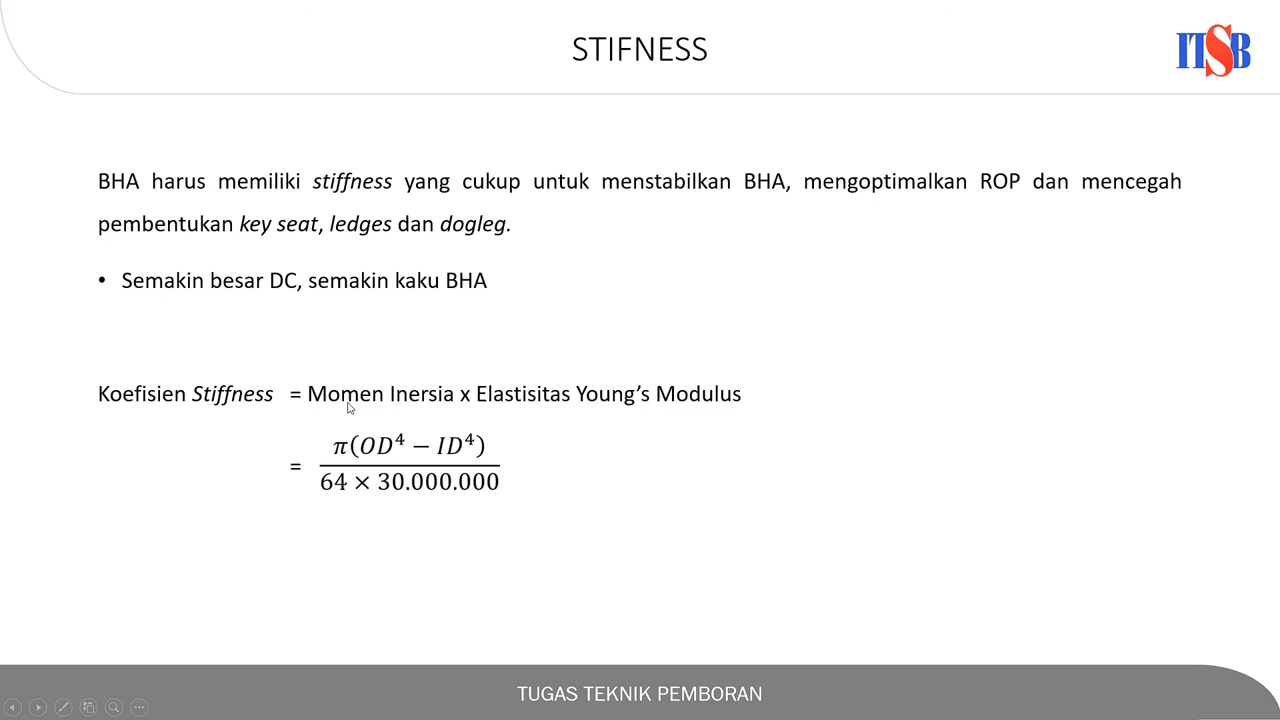 STIFNESS
ITSB
BHA harus memiliki stiffness yang cukup untuk menstabilkan BHA, mengoptimalkan ROP dan mencegah
pembentukan key seat, ledges dan dogleg.
• Semakin besar DC, semakin kaku BHA
Koefisien Stiffness = Momen Inersia x Elastisitas Young’s Modulus
= π(OD⁴ − ID⁴)
64 × 30.000.000
TUGAS TEKNIK PEMBORAN